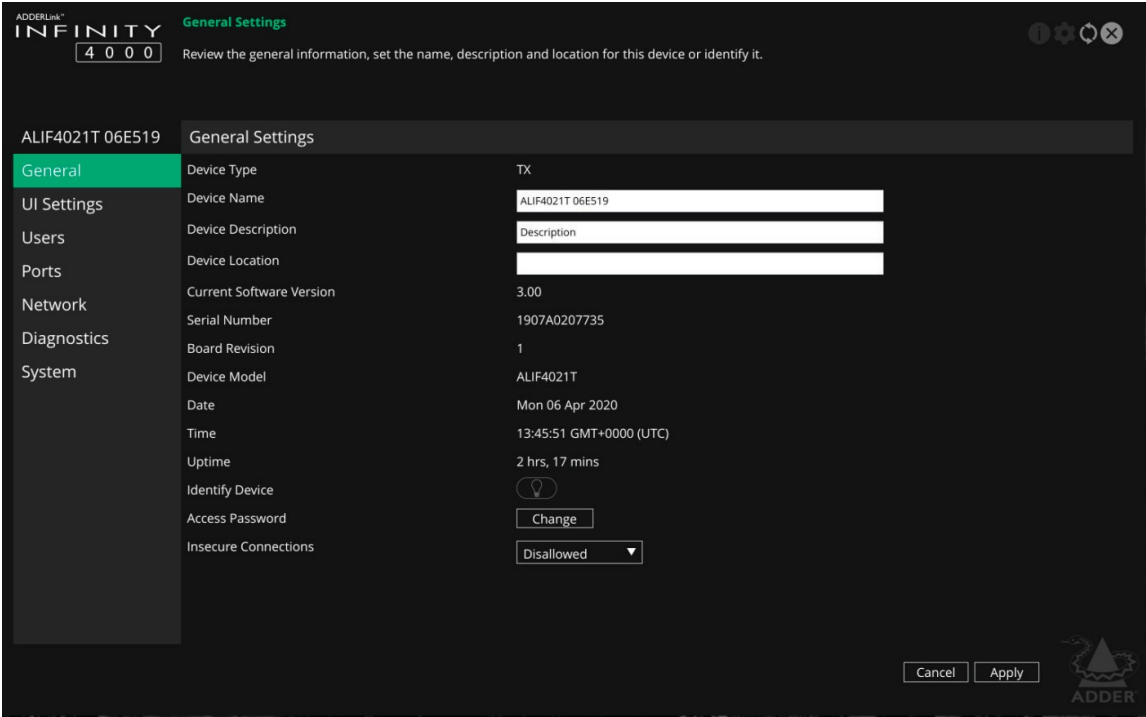 ADDERLink™
INFINITY
4000
General Settings
Review the general information, set the name, description and location for this device or identify it.
ALIF4021T 06E519
General Settings
General
UI Settings
Users
Ports
Network
Diagnostics
System
Device Type TX
Device Name ALIF4021T 06E519
Device Description Description
Device Location
Current Software Version 3.00
Serial Number 1907A0207735
Board Revision 1
Device Model ALIF4021T
Date Mon 06 Apr 2020
Time 13:45:51 GMT+0000 (UTC)
Uptime 2 hrs, 17 mins
Identify Device
Access Password Change
Insecure Connections Disallowed
Cancel Apply
ADDER